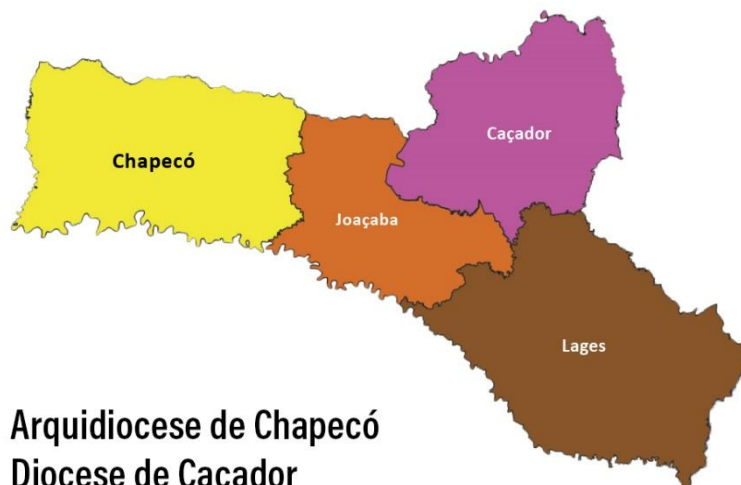 Caçador
Chapecó
Joaçaba
Lages
Arquidiocese de Chapecó
Diocese de Caçador